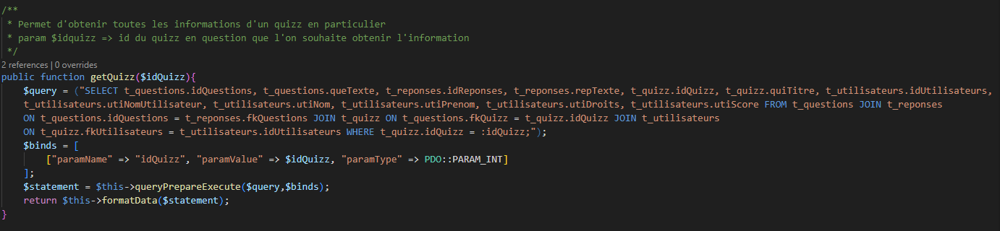 /**
 * Permet d'obtenir toutes les informations d'un quizz en particulier
 * param $idquizz => id du quizz en question que l'on souhaite obtenir l'information
 */
2 references | 0 overrides
public function getQuizz($idQuizz){
    $query = ("SELECT t_questions.idQuestions, t_questions.queTexte, t_reponses.idReponses, t_reponses.repTexte, t_quizz.idQuizz, t_quizz.quiTitre, t_utilisateurs.idUtilisateurs,
    t_utilisateurs.utiNomUtilisateur, t_utilisateurs.utiNom, t_utilisateurs.utiPrenom, t_utilisateurs.utiDroits, t_utilisateurs.utiScore FROM t_questions JOIN t_reponses
    ON t_questions.idQuestions = t_reponses.fkQuestions JOIN t_quizz ON t_questions.fkQuizz = t_quizz.idQuizz JOIN t_utilisateurs
    ON t_quizz.fkUtilisateurs = t_utilisateurs.idUtilisateurs WHERE t_quizz.idQuizz = :idQuizz;");
    $binds = [
        ["paramName" => "idQuizz", "paramValue" => $idQuizz, "paramType" => PDO::PARAM_INT]
    ];
    $statement = $this->queryPrepareExecute($query,$binds);
    return $this->formatData($statement);
}